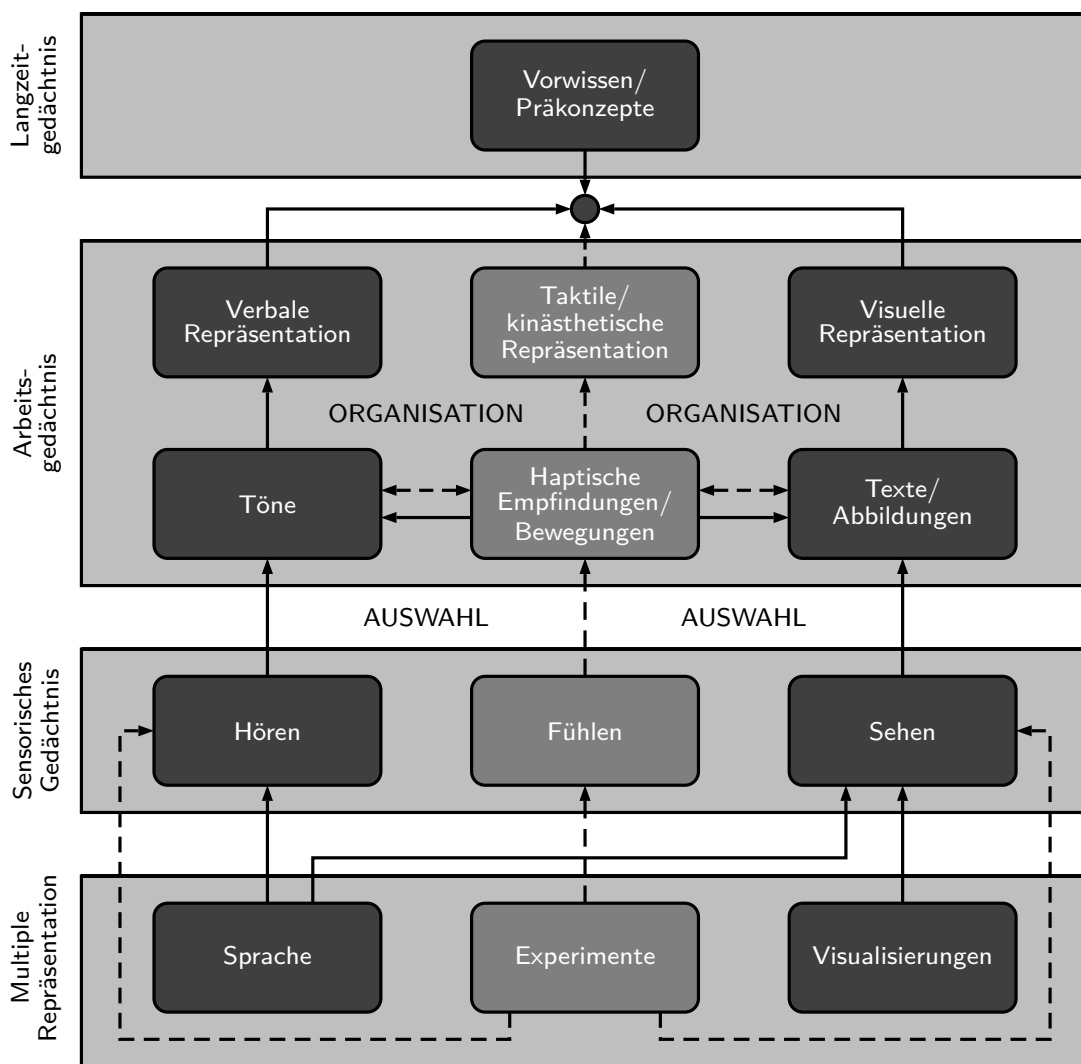 Langzeit-
gedächtnis
Vorwissen/
Präkonzepte
Arbeits-
gedächtnis
Verbale
Repräsentation
Taktile/
kinästhetische
Repräsentation
Visuelle
Repräsentation
ORGANISATION
ORGANISATION
Töne
Haptische
Empfindungen/
Bewegungen
Texte/
Abbildungen
AUSWAHL
AUSWAHL
Sensorisches
Gedächtnis
Hören
Fühlen
Sehen
Multiple
Repräsentation
Sprache
Experimente
Visualisierungen